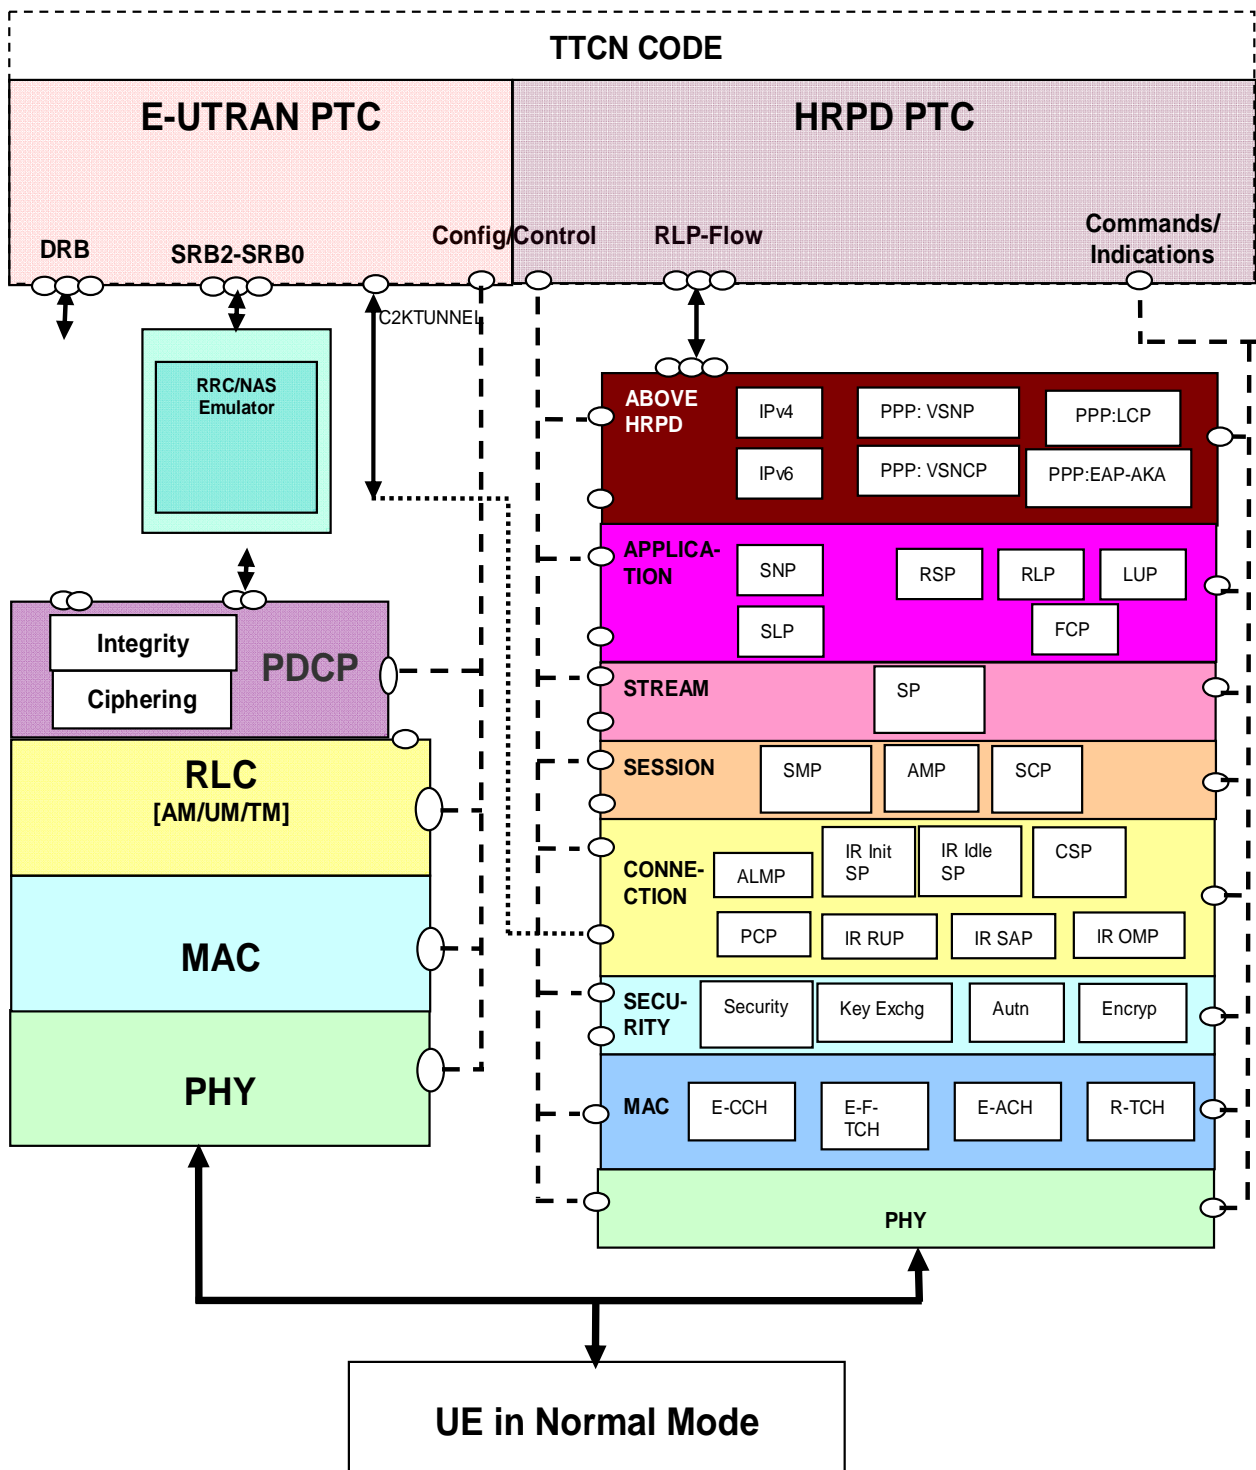 TTCN CODE
E-UTRAN PTC
HRPD PTC
DRB
SRB2-SRB0
Config/Control
RLP-Flow
Commands/
Indications
C2KTUNNEL
RRC/NAS
Emulator
Integrity
Ciphering
PDCP
RLC
[AM/UM/TM]
MAC
PHY
ABOVE
HRPD
IPv4
PPP: VSNP
PPP:LCP
IPv6
PPP: VSNCP
PPP:EAP-AKA
APPLICA-
TION
SNP
RSP
RLP
LUP
SLP
FCP
STREAM
SP
SESSION
SMP
AMP
SCP
CONNE-
CTION
ALMP
IR Init
SP
IR Idle
SP
CSP
PCP
IR RUP
IR SAP
IR OMP
SECU-
RITY
Security
Key Exchg
Autn
Encryp
MAC
E-CCH
E-F-
TCH
E-ACH
R-TCH
PHY
UE in Normal Mode